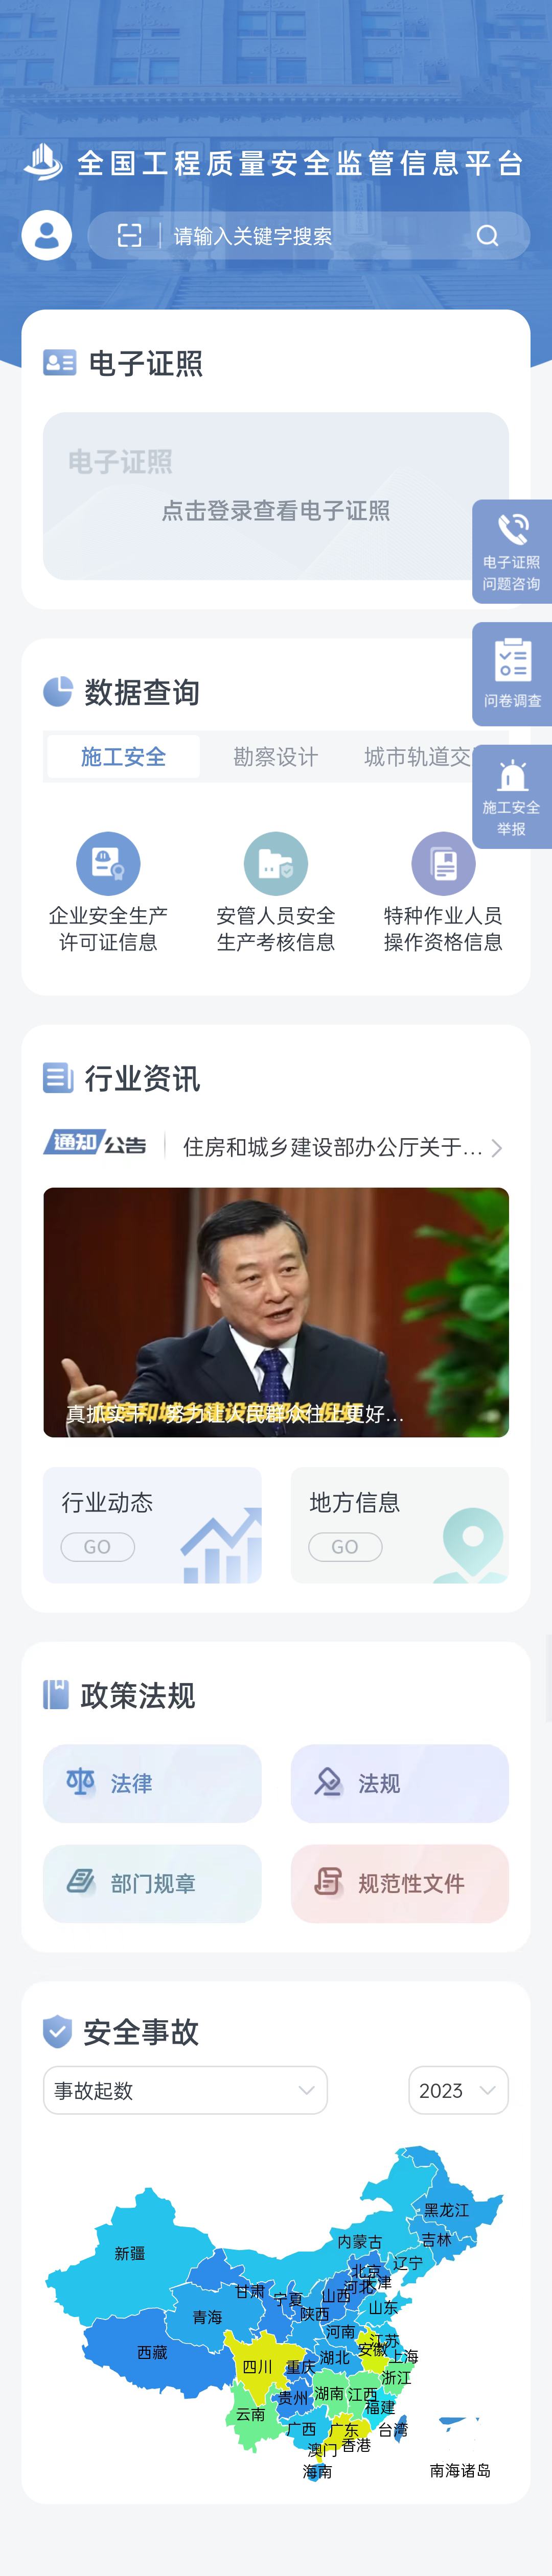 全国工程质量安全监管信息平台
请输入关键字搜索
电子证照
电子证照
点击登录查看电子证照
电子证照
问题咨询
问卷调查
施工安全
举报
数据查询
施工安全
勘察设计
城市轨道交
企业安全生产
许可证信息
安管人员安全
生产考核信息
特种作业人员
操作资格信息
行业资讯
通知公告
住房和城乡建设部办公厅关于...
真抓实干，努力让人民群众住上更好...
行业动态
GO
地方信息
GO
政策法规
法律
法规
部门规章
规范性文件
安全事故
事故起数
2023
黑龙江
吉林
内蒙古
辽宁
新疆
北京
天津
河北
甘肃
宁夏
山西
山东
陕西
青海
河南
江苏
安徽
西藏
上海
湖北
四川
重庆
浙江
贵州
湖南
江西
福建
云南
广西
广东
台湾
香港
澳门
海南
南海诸岛